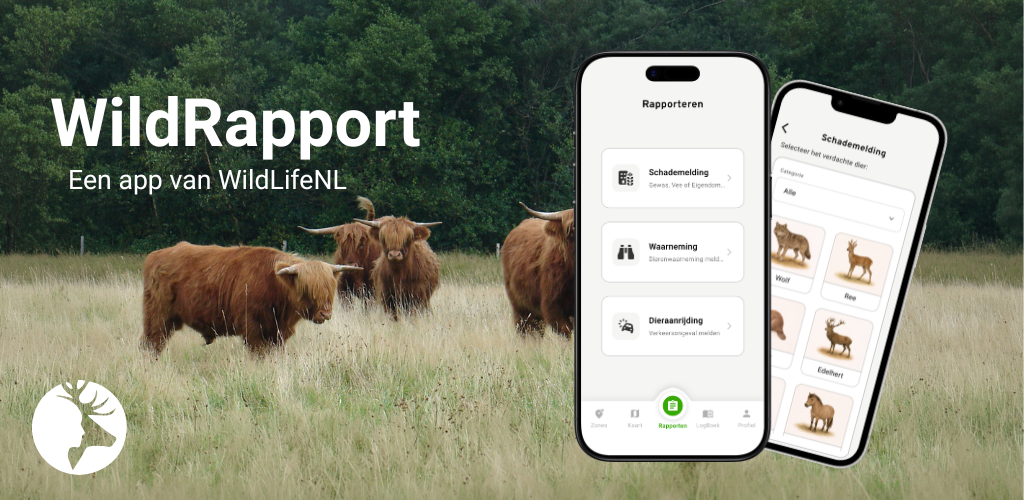 WildRapport
Een app van WildLifeNL
Rapporteren
Schademelding
Gewas, Vee of Eigendom...
Waarneming
Dierenwaarneming meld...
Dieraanrijding
Verkeersongeval melden
Zones
Kaart
Rapporten
LogBoek
Profiel
Schademelding
Selecteer het verdachte dier:
Categorie
Alle
Wolf
Ree
Edelhert